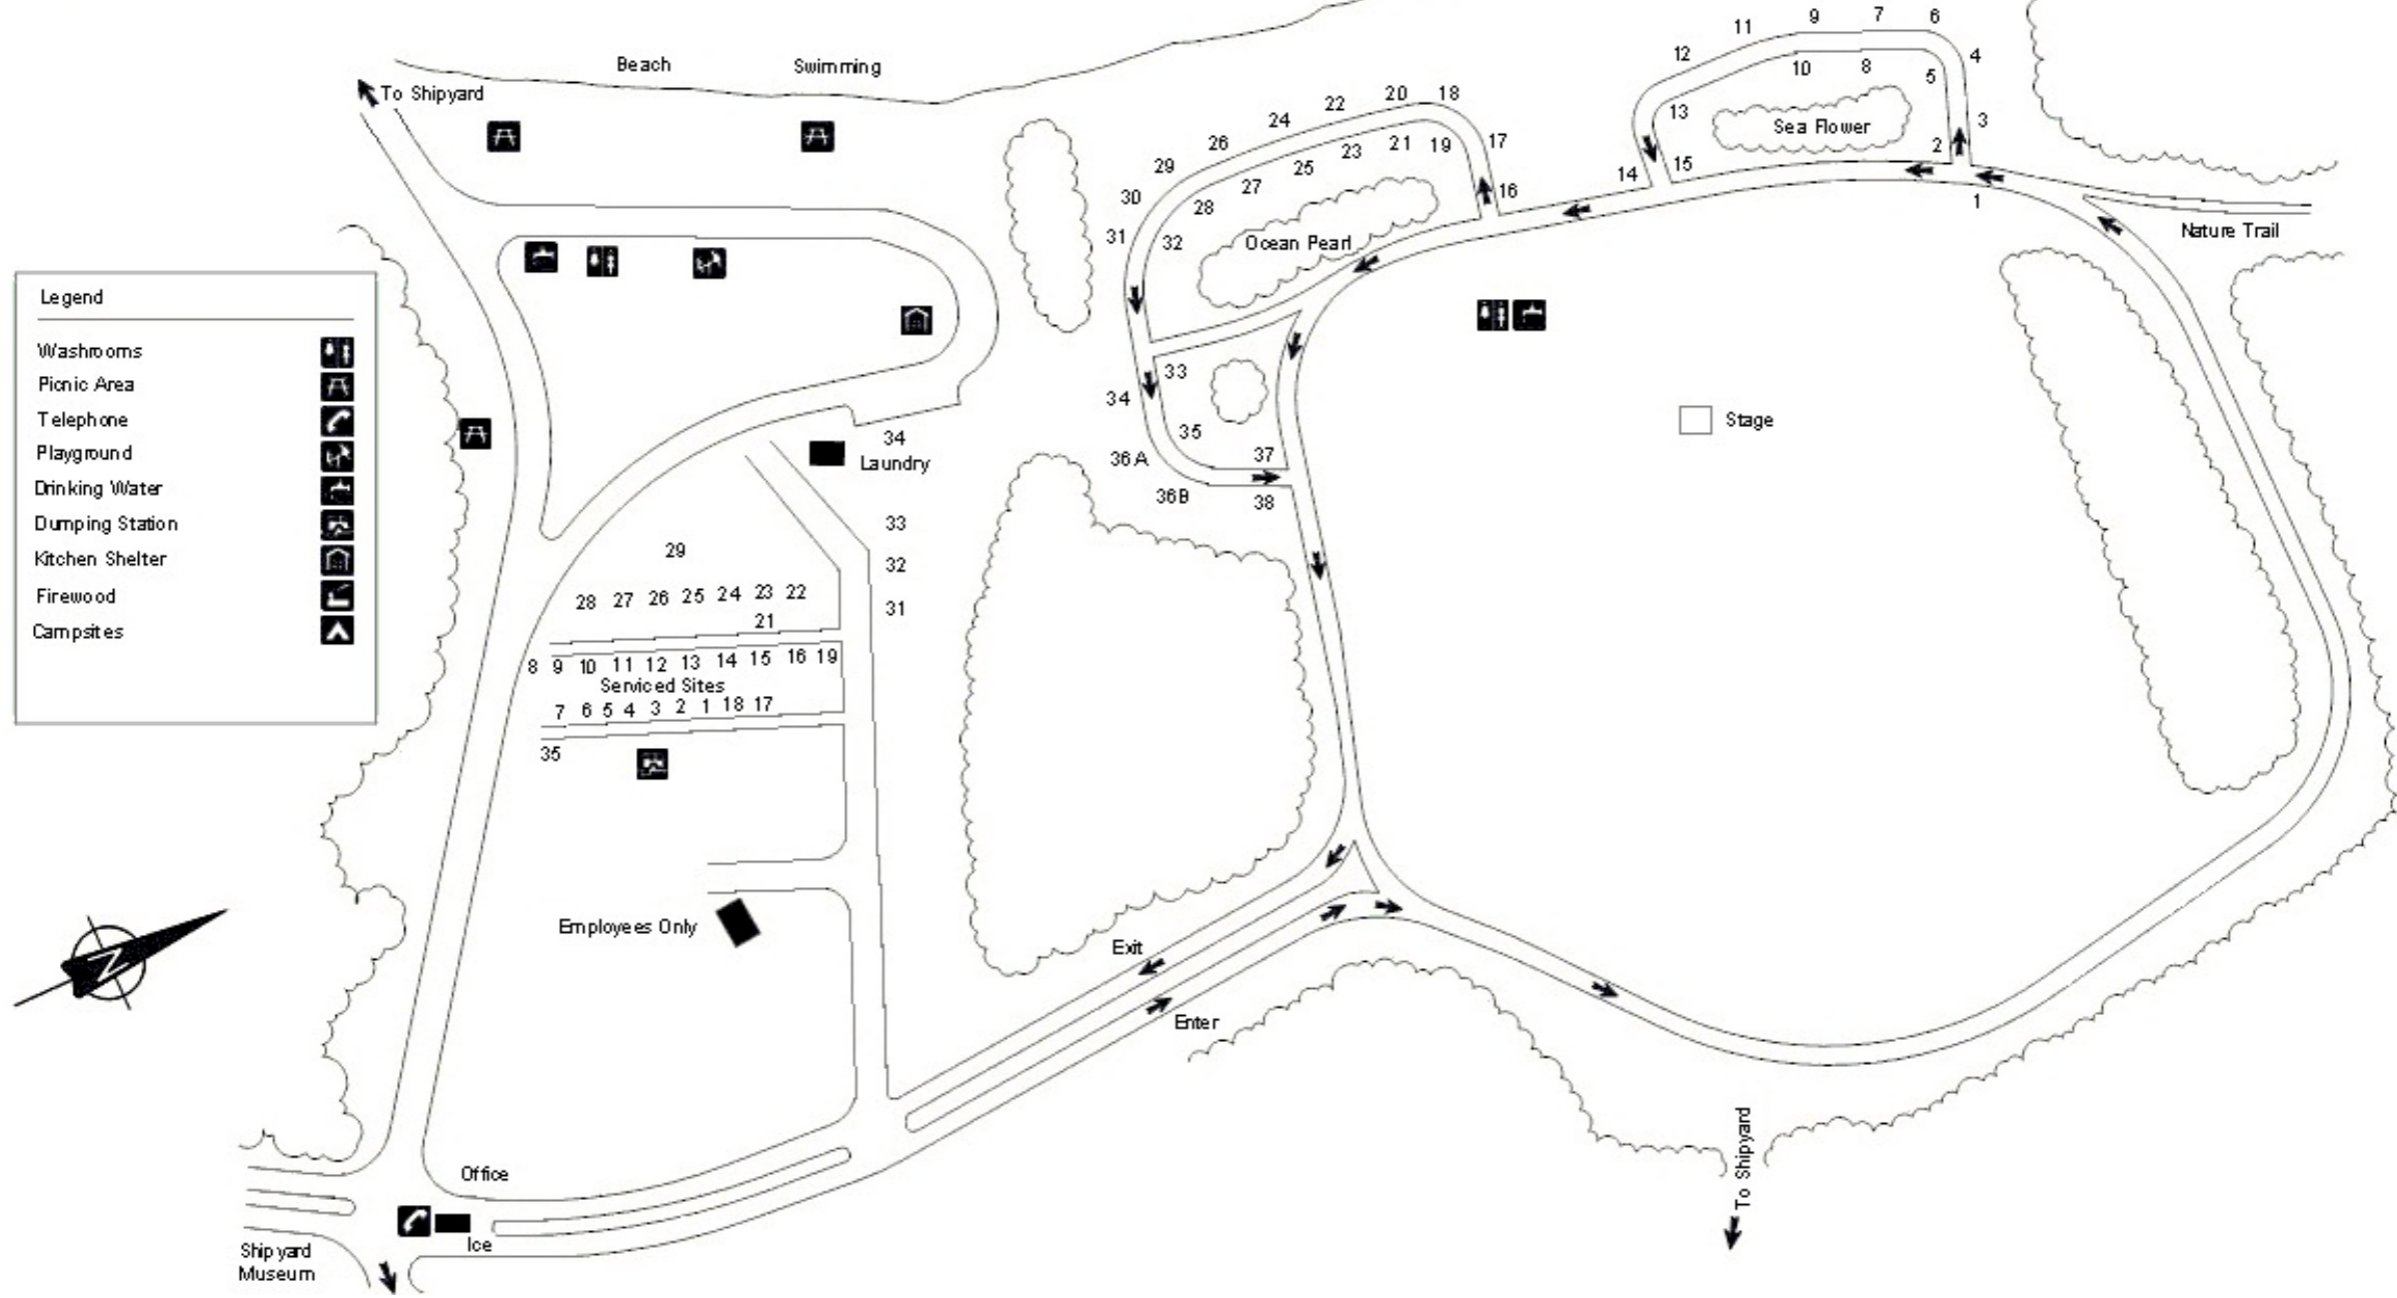 Beach
Swimming
To Shipyard
Legend
Washrooms
Picnic Area
Telephone
Playground
Drinking Water
Dumping Station
Kitchen Shelter
Firewood
Campsites
N
34
Laundry
33
32
31
29
28 27 26 25 24 23 22
21
8 9 10 11 12 13 14 15 16 19
Serviced Sites
7 6 5 4 3 2 1 18 17
35
Employees Only
Office
Ice
Shipyard
Museum
Exit
Enter
To Shipyard
11 9 7 6
12 10 8 5 4
13 Sea Flower 3
14 15 2
1
Nature Trail
24 22 20 18
29 26 27 25 23 21 19 17
30 28 16
31 32 Ocean Pearl
33
34
35
36A 37
36B 38
Stage